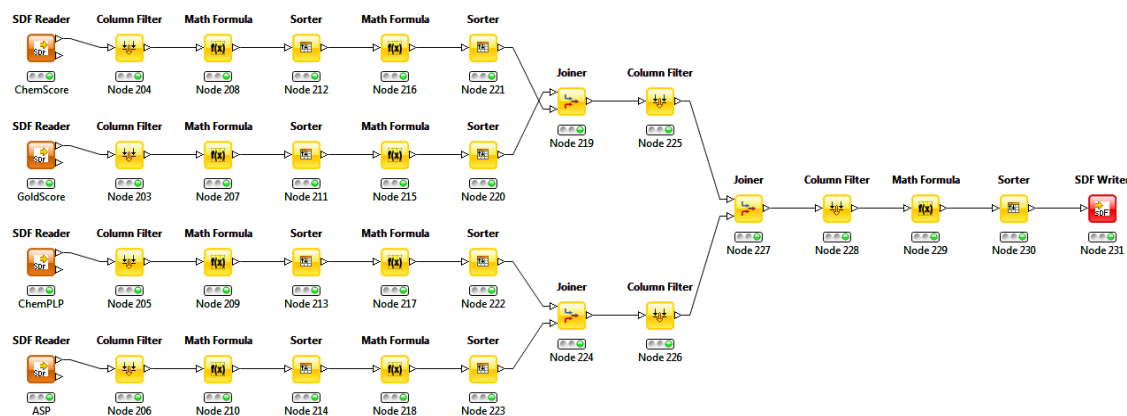 SDF Reader Column Filter Math Formula Sorter Math Formula Sorter
SDr f(x) f(x)
ChemScore Node 204 Node 208 Node 212 Node 216 Node 221
Joiner Column Filter
Node 219 Node 225
SDF Reader Column Filter Math Formula Sorter Math Formula Sorter
SDr f(x) f(x)
GoldScore Node 203 Node 207 Node 211 Node 215 Node 220
Joiner Column Filter Math Formula Sorter SDF Writer
f(x) SDF
Node 227 Node 228 Node 229 Node 230 Node 231
SDF Reader Column Filter Math Formula Sorter Math Formula Sorter
SDr f(x) f(x)
ChemPLP Node 205 Node 209 Node 213 Node 217 Node 222
Joiner Column Filter
Node 224 Node 226
SDF Reader Column Filter Math Formula Sorter Math Formula Sorter
SDr f(x) f(x)
ASP Node 206 Node 210 Node 214 Node 218 Node 223